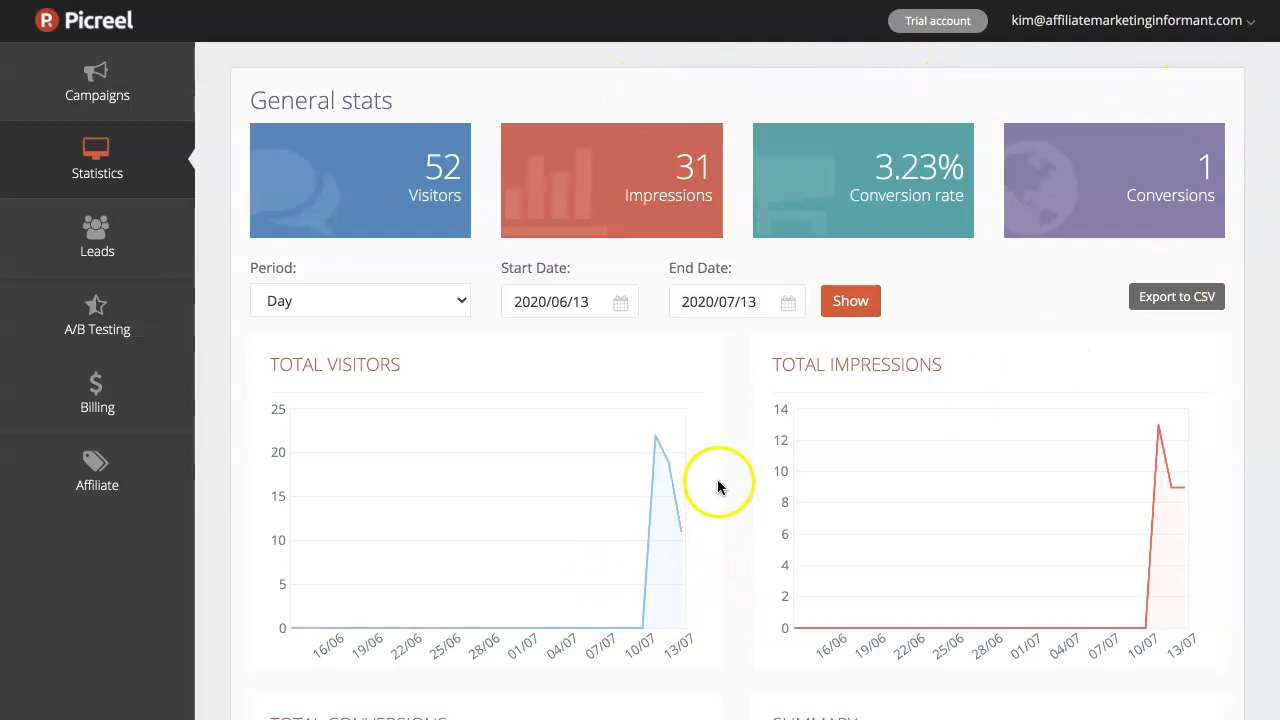 Picreel
Trial account
kim@affiliatemarketinginformant.com
Campaigns
Statistics
Leads
A/B Testing
Billing
Affiliate
General stats
52
Visitors
31
Impressions
3.23%
Conversion rate
1
Conversions
Period:
Start Date:
End Date:
Day
2020/06/13
2020/07/13
Show
Export to CSV
TOTAL VISITORS
25
20
15
10
5
0
16/06 19/06 22/06 25/06 28/06 01/07 04/07 07/07 10/07 13/07
TOTAL IMPRESSIONS
14
12
10
8
6
4
2
0
16/06 19/06 22/06 25/06 28/06 01/07 04/07 07/07 10/07 13/07
TOTAL CONVERSIONS
SUMMARY